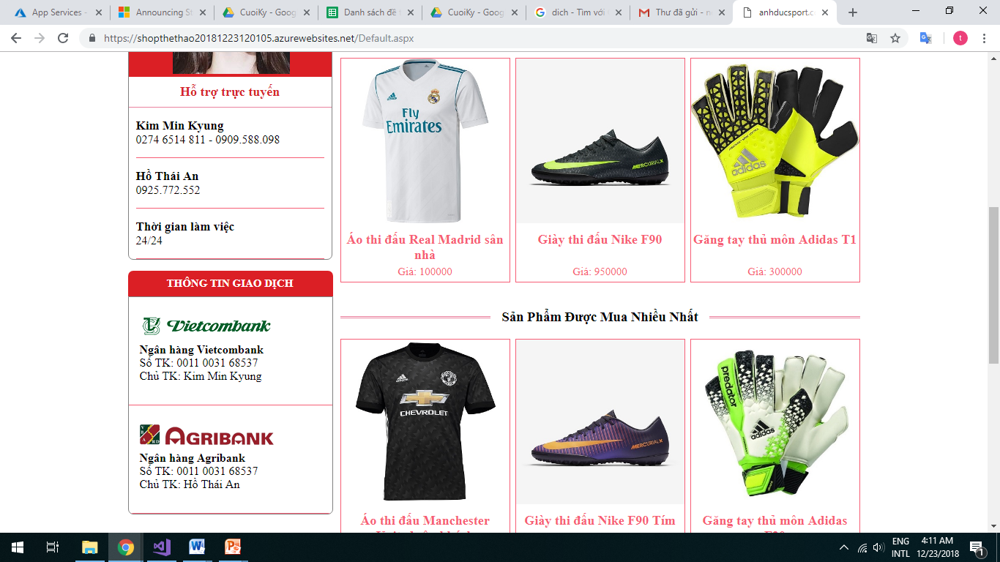 App Services -
Announcing St
CuoiKy - Goog
Danh sách đề t
CuoiKy - Goog
dich - Tìm với
Thư đã gửi - n
anhducsport.c
https://shopthethao20181223120105.azurewebsites.net/Default.aspx
t
Hỗ trợ trực tuyến
Kim Min Kyung
0274 6514 811 - 0909.588.098
Hồ Thái An
0925.772.552
Thời gian làm việc
24/24
THÔNG TIN GIAO DỊCH
Vietcombank
Ngân hàng Vietcombank
Số TK: 0011 0031 68537
Chủ TK: Kim Min Kyung
AGRIBANK
Ngân hàng Agribank
Số TK: 0011 0031 68537
Chủ TK: Hồ Thái An
adidas
Fly
Emirates
MERCURIALX
adidas
Áo thi đấu Real Madrid sân
nhà
Giá: 100000
Giày thi đấu Nike F90
Giá: 950000
Găng tay thủ môn Adidas T1
Giá: 300000
Sản Phẩm Được Mua Nhiều Nhất
adidas
CHEVROLET
MERCURIALX
predator
adidas
Áo thi đấu Manchester
Giày thi đấu Nike F90 Tím
Găng tay thủ môn Adidas
ENG
INTL
4:11 AM
12/23/2018
1